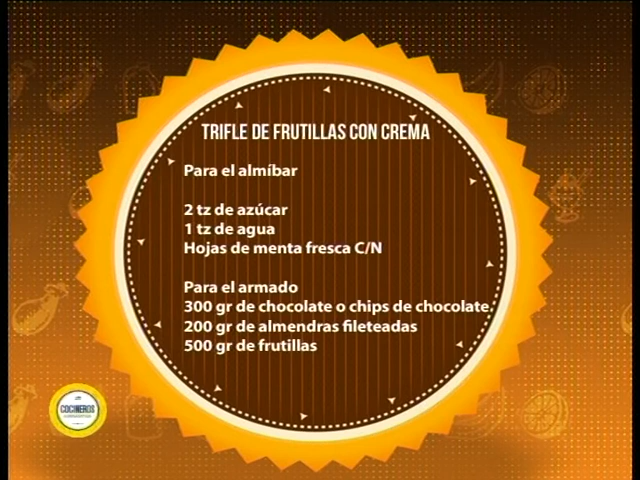 TRIFLE DE FRUTILLAS CON CREMA
Para el almíbar
2 tz de azúcar
1 tz de agua
Hojas de menta fresca C/N
Para el armado
300 gr de chocolate o chips de chocolate
200 gr de almendras fileteadas
500 gr de frutillas
COCINEROS